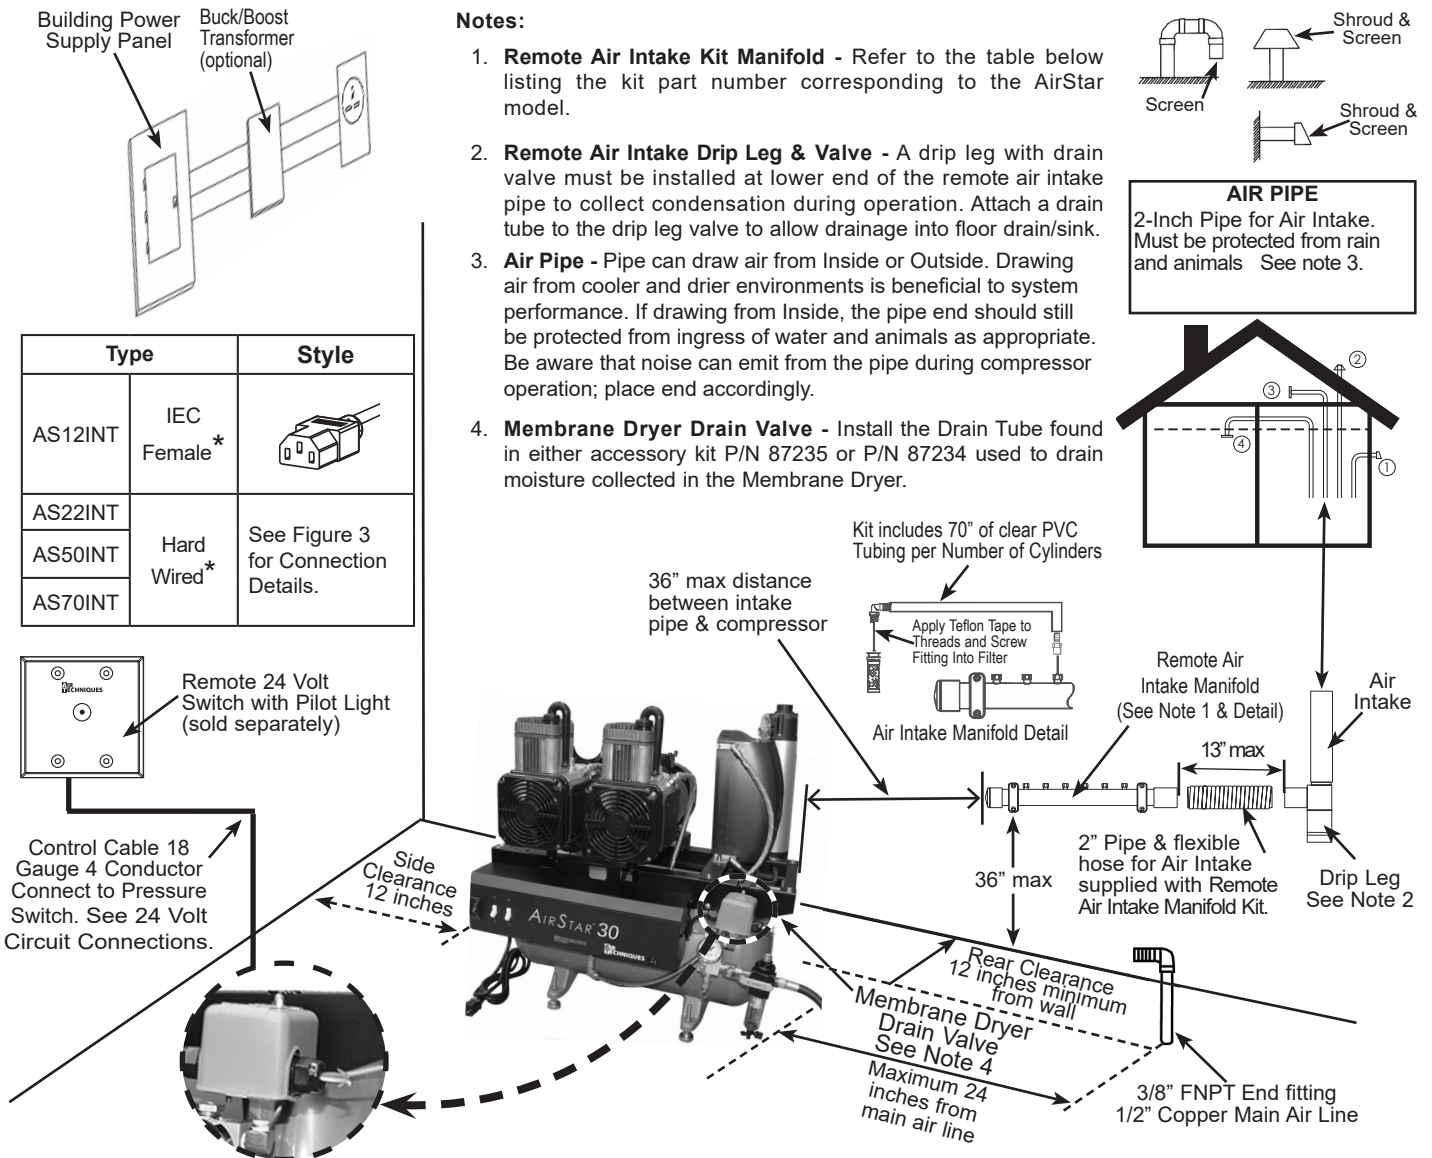 Building Power
Supply Panel
Buck/Boost
Transformer
(optional)
Notes:
1. Remote Air Intake Kit Manifold - Refer to the table below
listing the kit part number corresponding to the AirStar
model.
2. Remote Air Intake Drip Leg & Valve - A drip leg with drain
valve must be installed at lower end of the remote air intake
pipe to collect condensation during operation. Attach a drain
tube to the drip leg valve to allow drainage into floor drain/sink.
3. Air Pipe - Pipe can draw air from Inside or Outside. Drawing
air from cooler and drier environments is beneficial to system
performance. If drawing from Inside, the pipe end should still
be protected from ingress of water and animals as appropriate.
Be aware that noise can emit from the pipe during compressor
operation; place end accordingly.
4. Membrane Dryer Drain Valve - Install the Drain Tube found
in either accessory kit P/N 87235 or P/N 87234 used to drain
moisture collected in the Membrane Dryer.
Screen
Shroud &
Screen
Shroud &
Screen
AIR PIPE
2-Inch Pipe for Air Intake.
Must be protected from rain
and animals See note 3.
2
3
4
1
Type Style
AS12INT IEC
Female*
AS22INT
AS50INT
AS70INT
Hard
Wired*
See Figure 3
for Connection
Details.
AIR
TECHNIQUES
Remote 24 Volt
Switch with Pilot Light
(sold separately)
Control Cable 18
Gauge 4 Conductor
Connect to Pressure
Switch. See 24 Volt
Circuit Connections.
Kit includes 70" of clear PVC
Tubing per Number of Cylinders
36" max distance
between intake
pipe & compressor
Apply Teflon Tape to
Threads and Screw
Fitting Into Filter
Air Intake Manifold Detail
Remote Air
Intake Manifold
(See Note 1 & Detail)
13" max
Air
Intake
36" max
2" Pipe & flexible
hose for Air Intake
supplied with Remote
Air Intake Manifold Kit.
Drip Leg
See Note 2
Side
Clearance
12 inches
AIRSTAR 30
AIR
TECHNIQUES
Rear Clearance
12 inches minimum
from wall
Membrane Dryer
Drain Valve
See Note 4
Maximum 24
inches from
main air line
3/8" FNPT End fitting
1/2" Copper Main Air Line